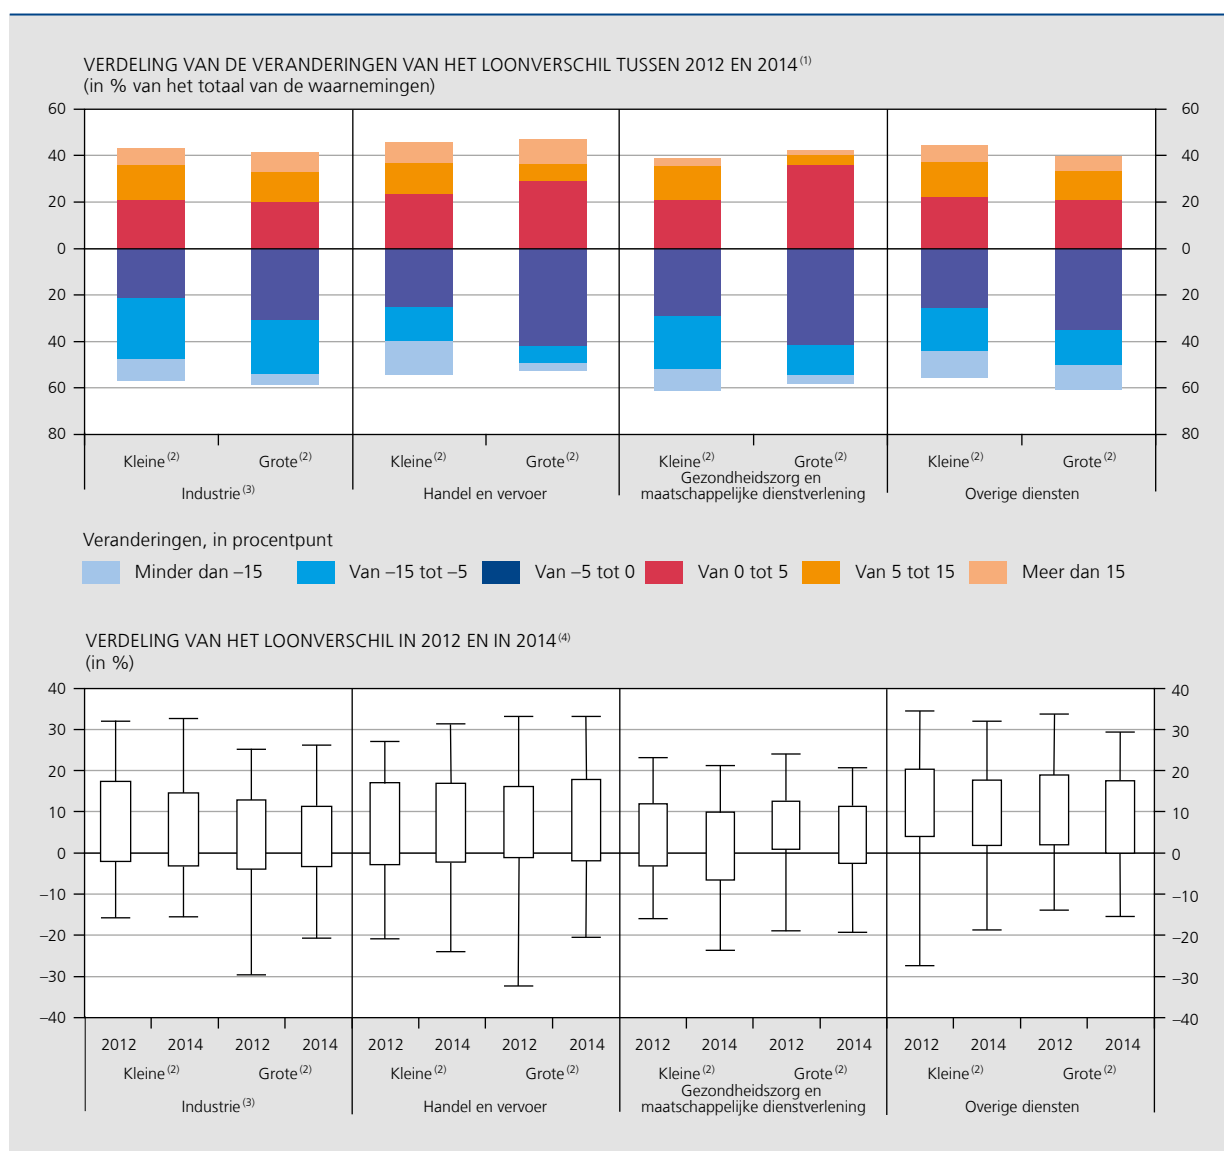 VERDELING VAN DE VERANDERINGEN VAN HET LOONVERSCHIL TUSSEN 2012 EN 2014(1)
(in % van het totaal van de waarnemingen)
60 60
40 40
20 20
0 0
20 20
40 40
60 60
80 80
Kleine(2) Grote(2) Kleine(2) Grote(2) Kleine(2) Grote(2) Kleine(2) Grote(2)
Industrie(3) Handel en vervoer Gezondheidszorg en Overige diensten
maatschappelijke dienstverlening
Veranderingen, in procentpunt
Minder dan –15 Van –15 tot –5 Van –5 tot 0 Van 0 tot 5 Van 5 tot 15 Meer dan 15
VERDELING VAN HET LOONVERSCHIL IN 2012 EN IN 2014(4)
(in %)
40 40
30 30
20 20
10 10
0 0
–10 –10
–20 –20
–30 –30
–40 –40
2012 2014 2012 2014 2012 2014 2012 2014 2012 2014 2012 2014 2012 2014 2012 2014
Kleine(2) Grote(2) Kleine(2) Grote(2) Kleine(2) Grote(2) Kleine(2) Grote(2)
Industrie(3) Handel en vervoer Gezondheidszorg en Overige diensten
maatschappelijke dienstverlening